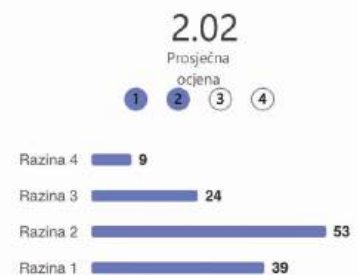 2.02
Prosječna
ocjena
1 2 3 4
Razina 4 9
Razina 3 24
Razina 2 53
Razina 1 39